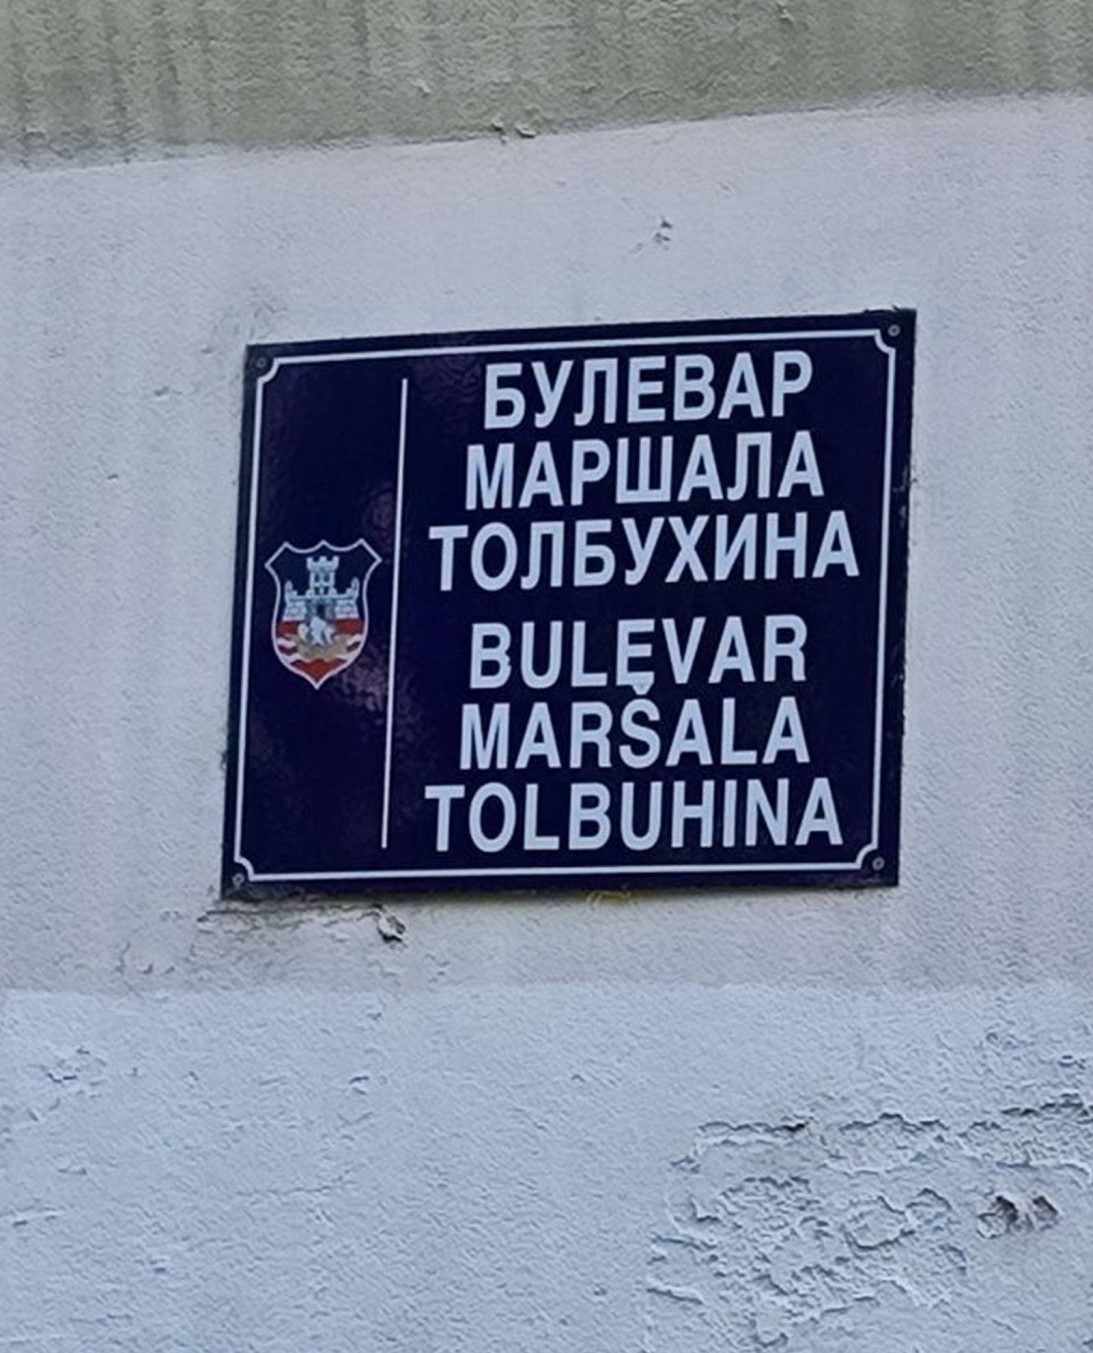 БУЛЕВАР
МАРШАЛА
ТОЛБУХИНА
BULEVAR
MARŠALA
TOLBUHINA